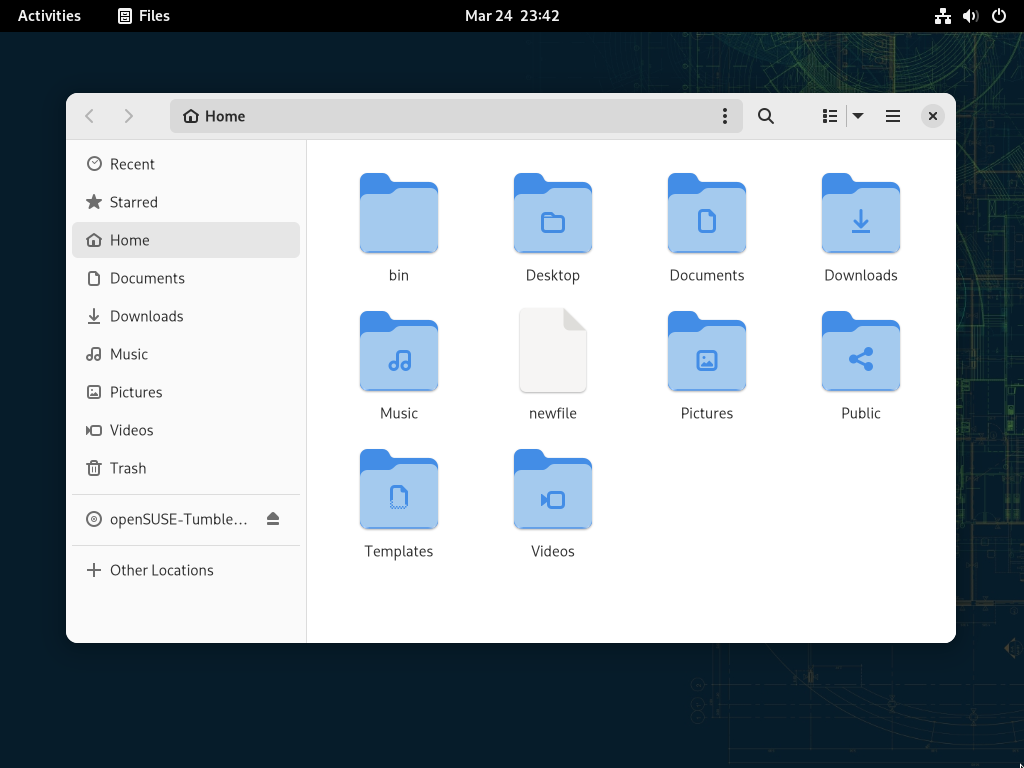 Activities Files Mar 24 23:42
Home
Recent
Starred
Home
Documents
Downloads
Music
Pictures
Videos
Trash
openSUSE-Tumble…
Other Locations
bin Desktop Documents Downloads
Music newfile Pictures Public
Templates Videos